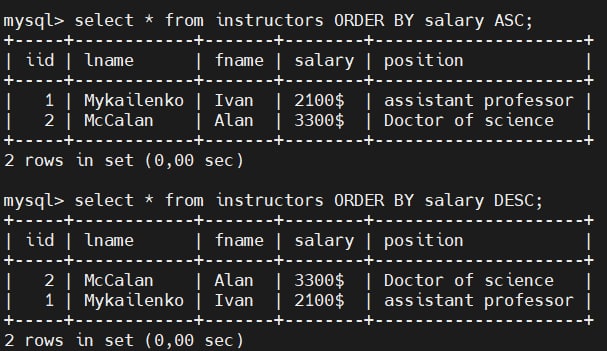 mysql> select * from instructors ORDER BY salary ASC;
+-----+------------+-------+--------+---------------------+
| iid | lname      | fname | salary | position            |
+-----+------------+-------+--------+---------------------+
|   1 | Mykailenko | Ivan  | 2100$  | assistant professor |
|   2 | McCalan    | Alan  | 3300$  | Doctor of science   |
+-----+------------+-------+--------+---------------------+
2 rows in set (0,00 sec)

mysql> select * from instructors ORDER BY salary DESC;
+-----+------------+-------+--------+---------------------+
| iid | lname      | fname | salary | position            |
+-----+------------+-------+--------+---------------------+
|   2 | McCalan    | Alan  | 3300$  | Doctor of science   |
|   1 | Mykailenko | Ivan  | 2100$  | assistant professor |
+-----+------------+-------+--------+---------------------+
2 rows in set (0,00 sec)